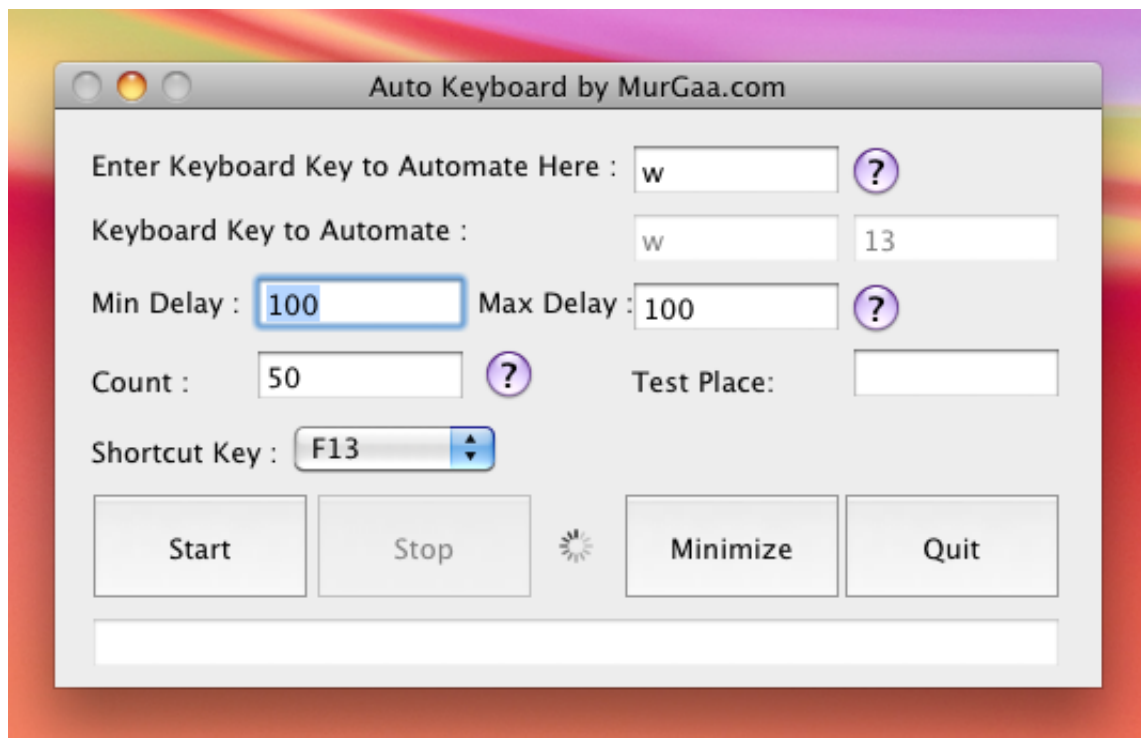 Auto Keyboard by MurGaa.com
Enter Keyboard Key to Automate Here : w ?
Keyboard Key to Automate : w 13
Min Delay : 100 Max Delay : 100 ?
Count : 50 ? Test Place:
Shortcut Key : F13
Start Stop Minimize Quit